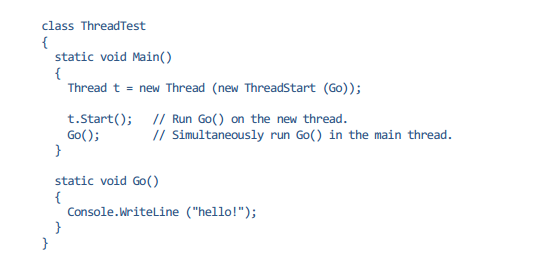 class ThreadTest
{
  static void Main()
  {
    Thread t = new Thread (new ThreadStart (Go));

    t.Start();   // Run Go() on the new thread.
    Go();        // Simultaneously run Go() in the main thread.
  }

  static void Go()
  {
    Console.WriteLine ("hello!");
  }
}